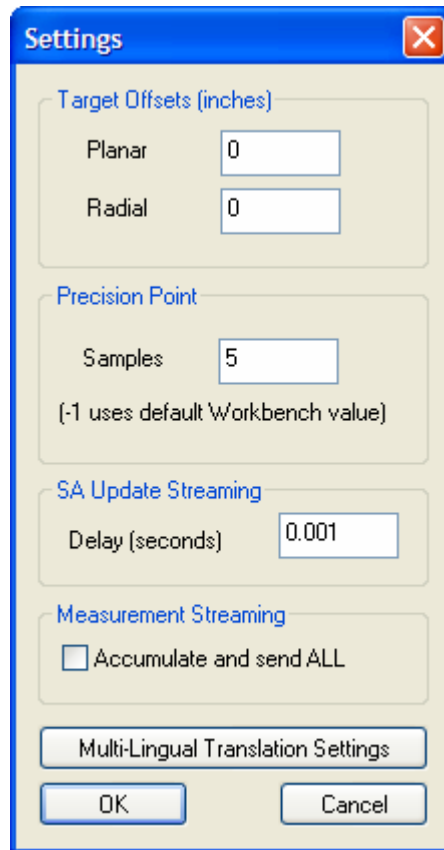 Settings
Target Offsets (inches)
Planar 0
Radial 0
Precision Point
Samples 5
(-1 uses default Workbench value)
SA Update Streaming
Delay (seconds) 0.001
Measurement Streaming
Accumulate and send ALL
Multi-Lingual Translation Settings
OK Cancel